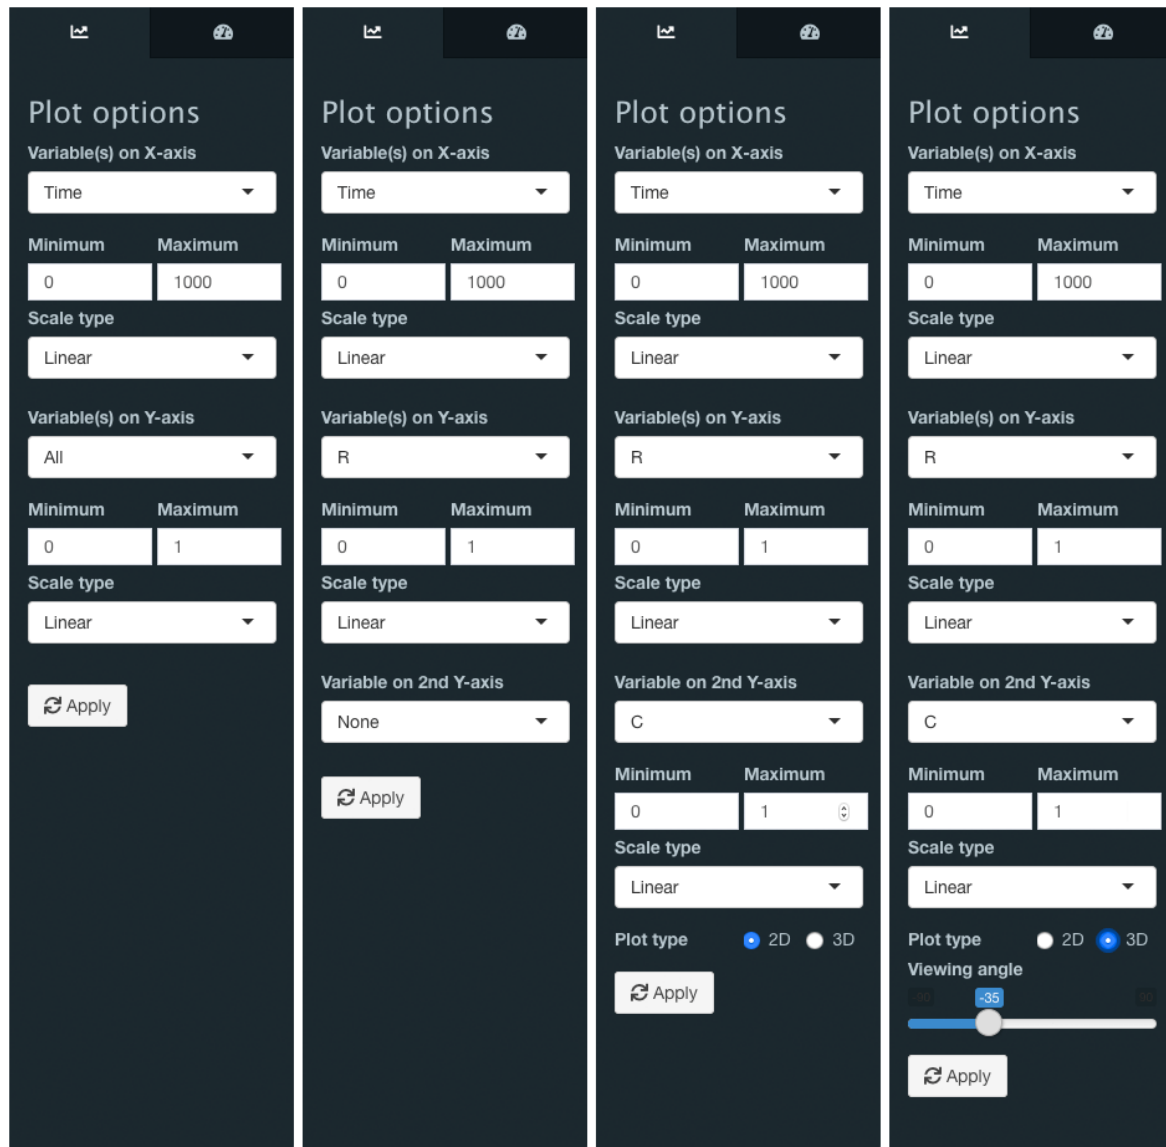 Plot options
Variable(s) on X-axis
Time
Minimum Maximum
0 1000
Scale type
Linear
Variable(s) on Y-axis
All
Minimum Maximum
0 1
Scale type
Linear
Apply
Plot options
Variable(s) on X-axis
Time
Minimum Maximum
0 1000
Scale type
Linear
Variable(s) on Y-axis
R
Minimum Maximum
0 1
Scale type
Linear
Variable on 2nd Y-axis
None
Apply
Plot options
Variable(s) on X-axis
Time
Minimum Maximum
0 1000
Scale type
Linear
Variable(s) on Y-axis
R
Minimum Maximum
0 1
Scale type
Linear
Variable on 2nd Y-axis
C
Minimum Maximum
0 1
Scale type
Linear
Plot type 2D 3D
Apply
Plot options
Variable(s) on X-axis
Time
Minimum Maximum
0 1000
Scale type
Linear
Variable(s) on Y-axis
R
Minimum Maximum
0 1
Scale type
Linear
Variable on 2nd Y-axis
C
Minimum Maximum
0 1
Scale type
Linear
Plot type 2D 3D
Viewing angle
-90 -35 90
Apply